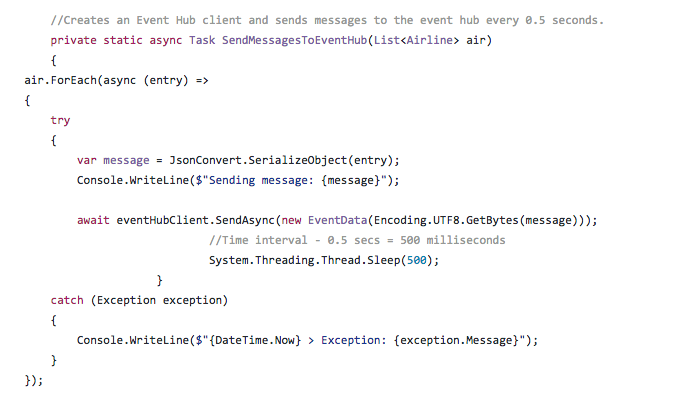 //Creates an Event Hub client and sends messages to the event hub every 0.5 seconds.
private static async Task SendMessagesToEventHub(List<Airline> air)
{
air.ForEach(async (entry) =>
{
try
{
var message = JsonConvert.SerializeObject(entry);
Console.WriteLine($"Sending message: {message}");
await eventHubClient.SendAsync(new EventData(Encoding.UTF8.GetBytes(message)));
//Time interval - 0.5 secs = 500 milliseconds
System.Threading.Thread.Sleep(500);
}
catch (Exception exception)
{
Console.WriteLine($"{DateTime.Now} > Exception: {exception.Message}");
}
});